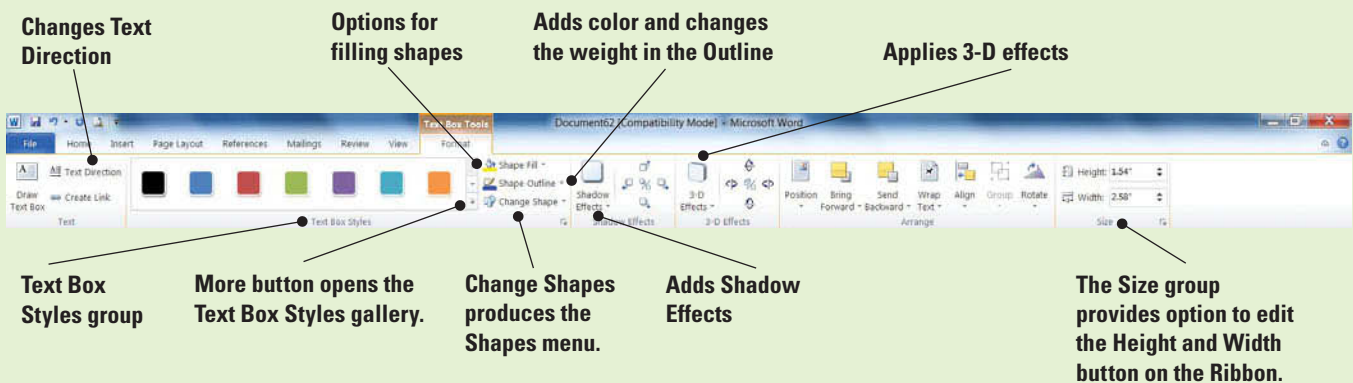 Changes Text
Direction
Options for
filling shapes
Adds color and changes
the weight in the Outline
Applies 3-D effects
W
Text Box Tools
Document62 [Compatibility Mode] - Microsoft Word
File Home Insert Page Layout References Mailings Review View Format
A
Draw
Text Box
Text Direction
Create Link
Text
Text Box Styles
Shape Fill
Shape Outline
Change Shape
Shadow
Effects
Shadow Effects
3-D
Effects
3-D Effects
Position
Bring
Forward
Send
Backward
Wrap
Text
Align
Group
Rotate
Arrange
Height: 1.54"
Width: 2.58"
Size
Text Box
Styles group
More button opens the
Text Box Styles gallery.
Change Shapes
produces the
Shapes menu.
Adds Shadow
Effects
The Size group
provides option to edit
the Height and Width
button on the Ribbon.